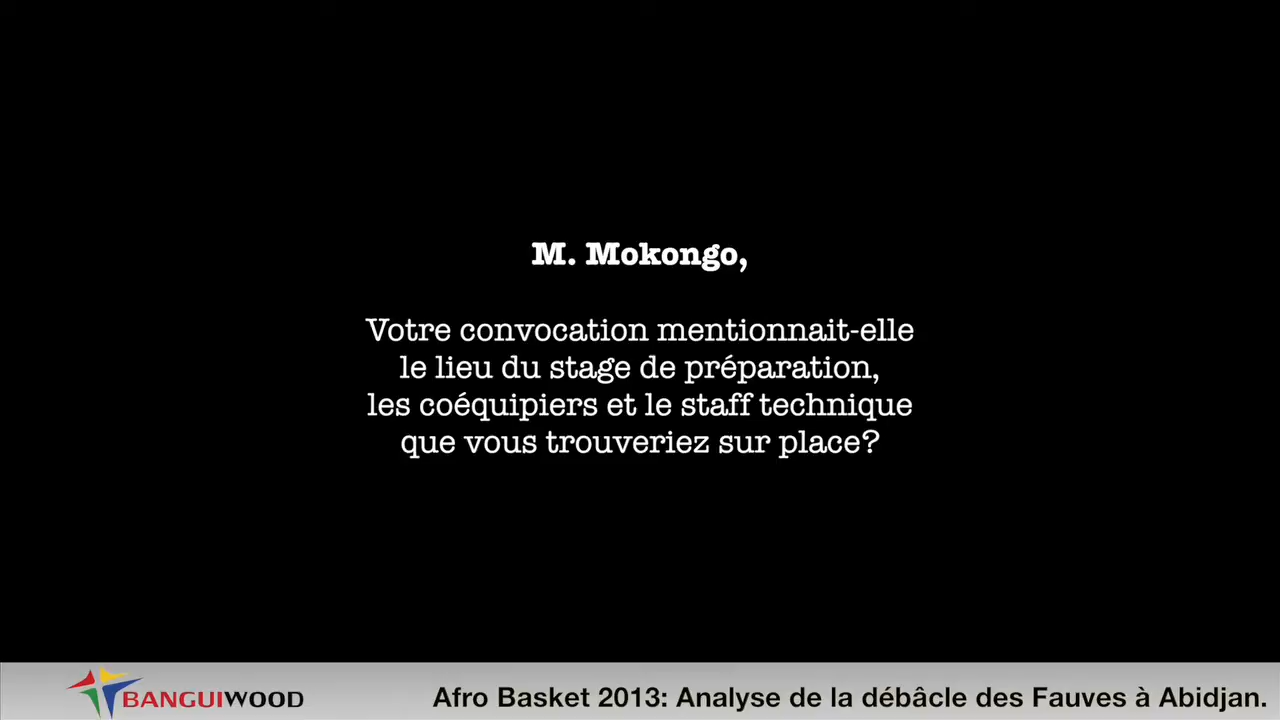 M. Mokongo,
Votre convocation mentionnait-elle
le lieu du stage de préparation,
les coéquipiers et le staff technique
que vous trouveriez sur place?
BANGUIWOOD
Afro Basket 2013: Analyse de la débâcle des Fauves à Abidjan.